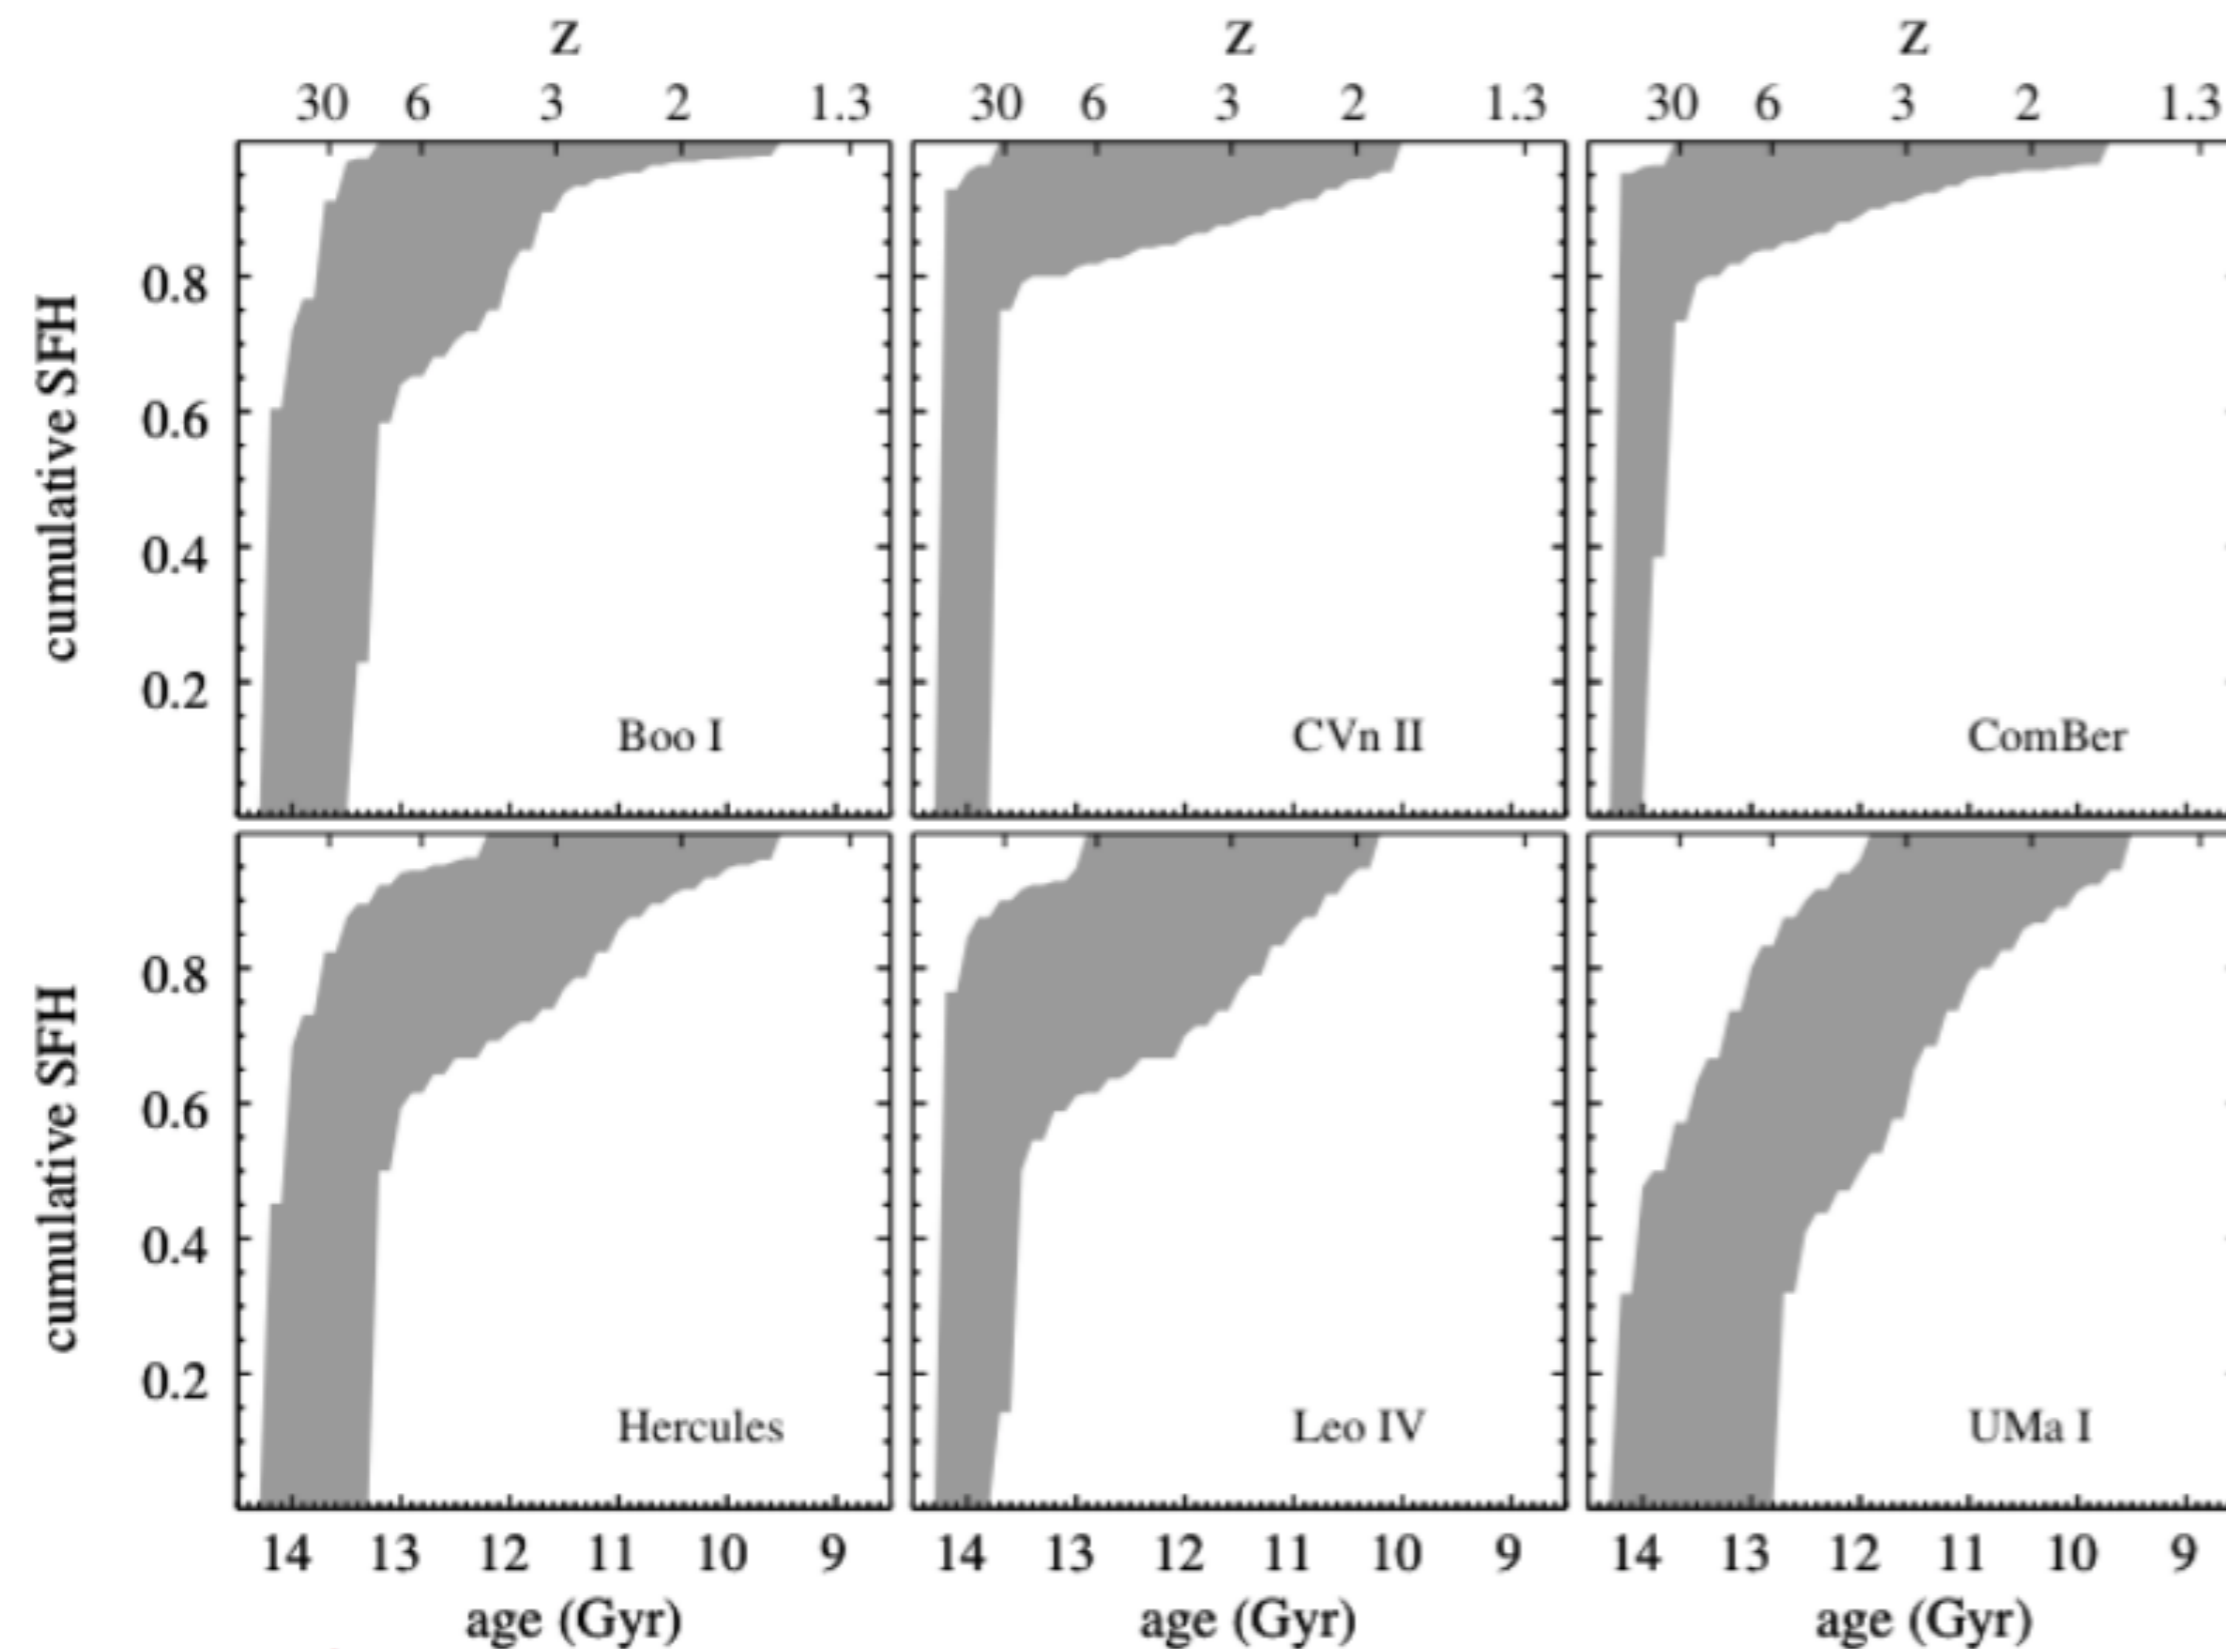 z z z
30 6 3 2 1.3 30 6 3 2 1.3 30 6 3 2 1.3
cumulative SFH
0.8
0.6
0.4
0.2
Boo I CVn II ComBer
cumulative SFH
0.8
0.6
0.4
0.2
Hercules Leo IV UMa I
14 13 12 11 10 9 14 13 12 11 10 9 14 13 12 11 10 9
age (Gyr) age (Gyr) age (Gyr)